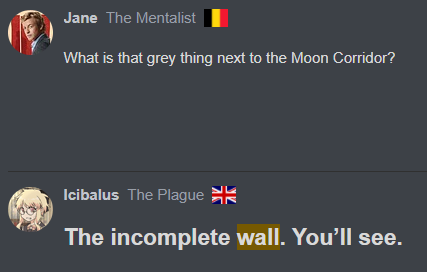 Jane The Mentalist
What is that grey thing next to the Moon Corridor?
Icibalus The Plague
The incomplete wall. You’ll see.